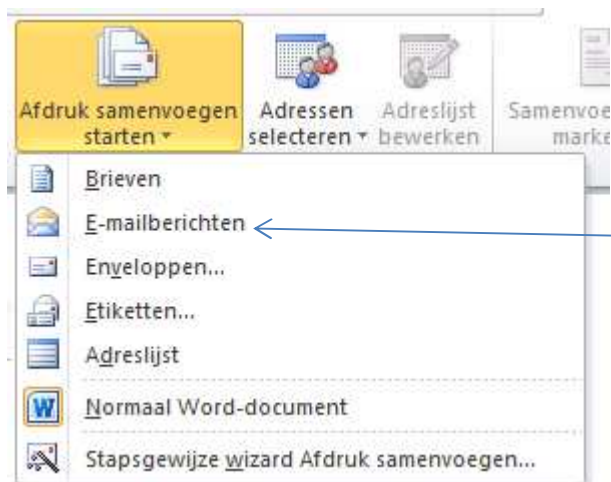 Afdruk samenvoegen starten
Adressen selecteren
Adreslijst bewerken
Brieven
E-mailberichten
Enveloppen...
Etiketten...
Adreslijst
Normaal Word-document
Stapsgewijze wizard Afdruk samenvoegen...